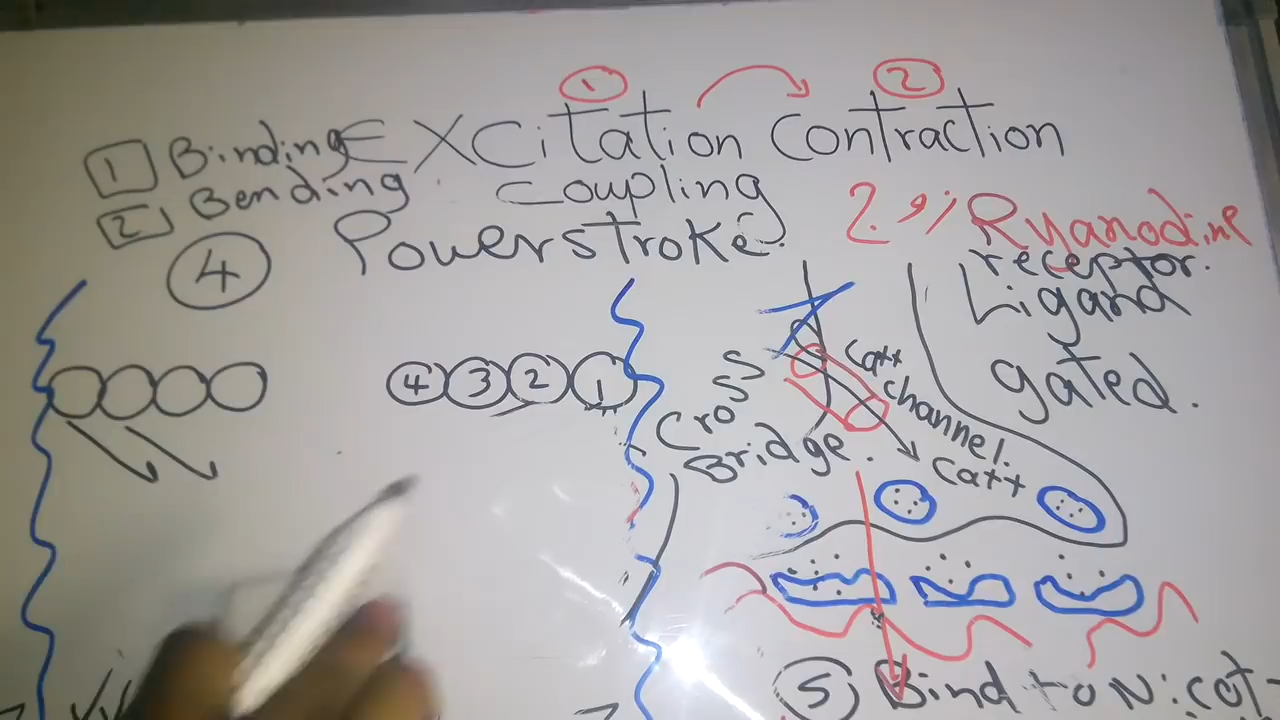 ① ②
Excitation Contraction
coupling
1 Binding
2 Bending
④ Powerstroke.
2. Ryanodine
receptor.
Ligand
gated.
④ ③ ② ①
Cross
Bridge.
Ca++
channel.
Ca++
⑤ Bind to Nicot-